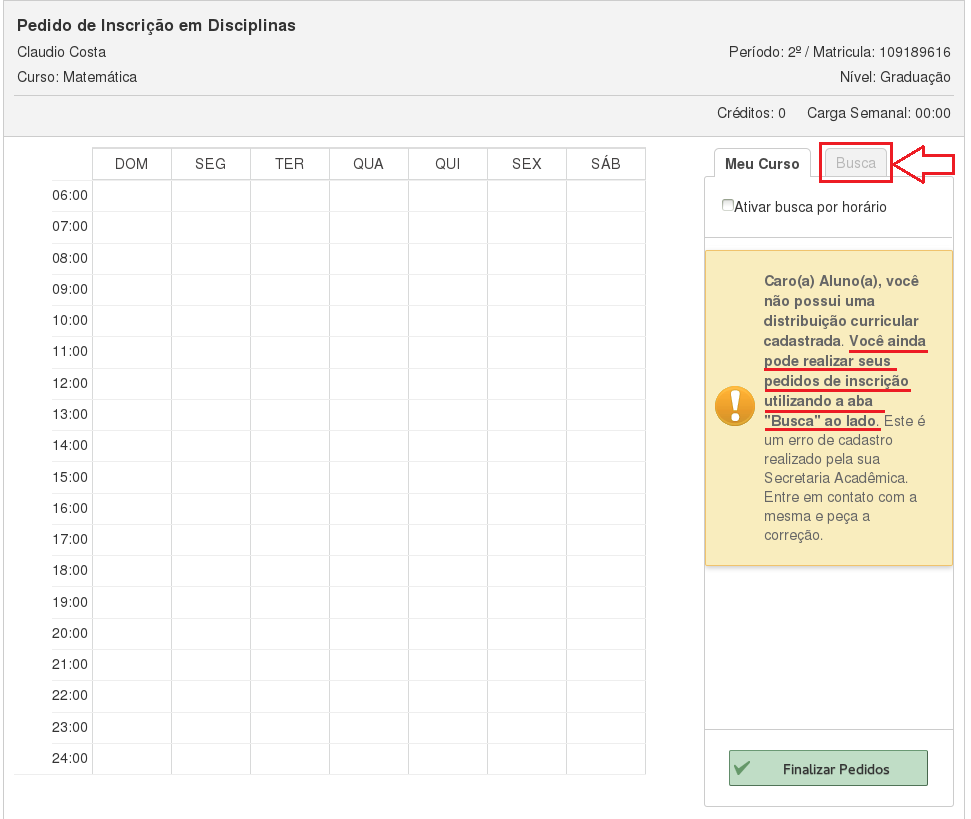 Pedido de Inscrição em Disciplinas
Claudio Costa
Período: 2º / Matricula: 109189616
Curso: Matemática
Nível: Graduação
Créditos: 0 Carga Semanal: 00:00
DOM SEG TER QUA QUI SEX SÁB
06:00
07:00
08:00
09:00
10:00
11:00
12:00
13:00
14:00
15:00
16:00
17:00
18:00
19:00
20:00
21:00
22:00
23:00
24:00
Meu Curso Busca
Ativar busca por horário
Caro(a) Aluno(a), você
não possui uma
distribuição curricular
cadastrada. Você ainda
pode realizar seus
pedidos de inscrição
utilizando a aba
"Busca" ao lado. Este é
um erro de cadastro
realizado pela sua
Secretaria Acadêmica.
Entre em contato com a
mesma e peça a
correção.
Finalizar Pedidos